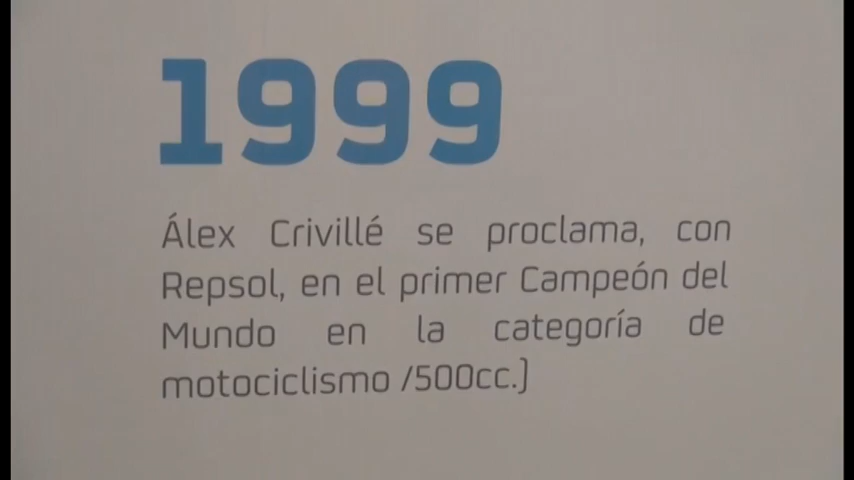 1999
Álex Crivillé se proclama, con
Repsol, en el primer Campeón del
Mundo en la categoría de
motociclismo /500cc.)